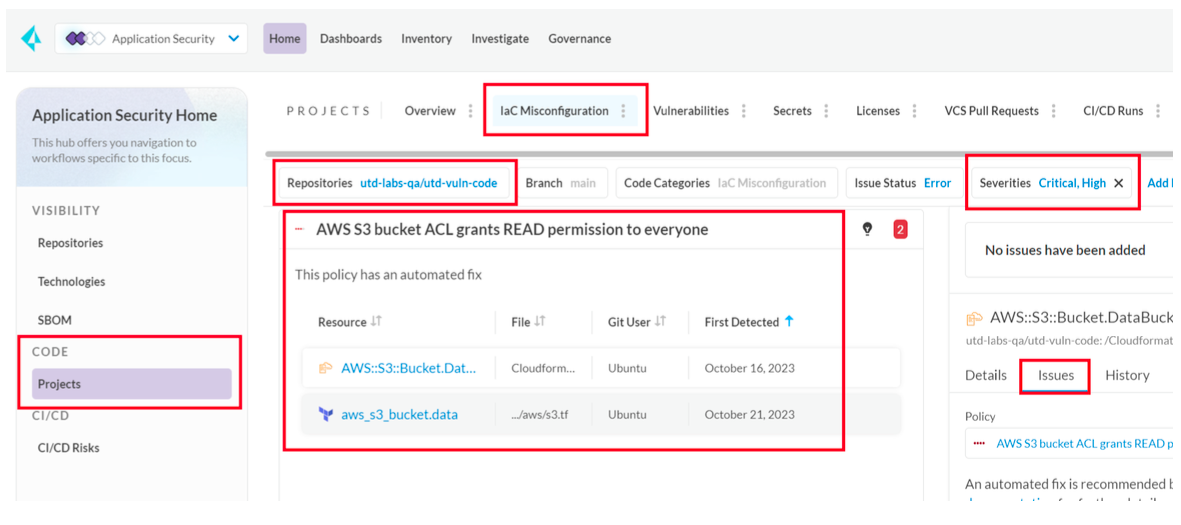 Application Security
Home Dashboards Inventory Investigate Governance
Application Security Home
This hub offers you navigation to
workflows specific to this focus.
VISIBILITY
Repositories
Technologies
SBOM
CODE
Projects
CI/CD
CI/CD Risks
PROJECTS Overview IaC Misconfiguration Vulnerabilities Secrets Licenses VCS Pull Requests CI/CD Runs
Repositories utd-labs-qa/utd-vuln-code Branch main Code Categories IaC Misconfiguration Issue Status Error Severities Critical, High Add
AWS S3 bucket ACL grants READ permission to everyone 2
This policy has an automated fix
Resource File Git User First Detected
AWS::S3::Bucket.Dat... Cloudform... Ubuntu October 16, 2023
aws_s3_bucket.data .../aws/s3.tf Ubuntu October 21, 2023
No issues have been added
AWS::S3::Bucket.DataBuck
utd-labs-qa/utd-vuln-code: /Cloudformat
Details Issues History
Policy
AWS S3 bucket ACL grants READ p
An automated fix is recommended b